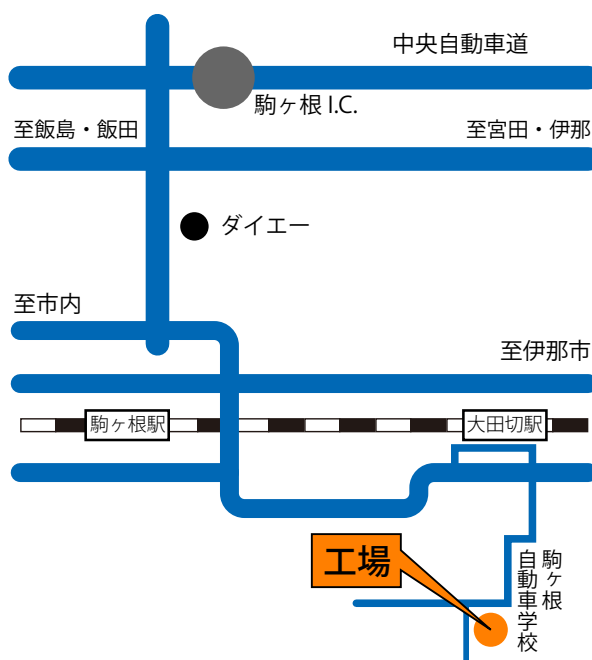 中央自動車道
駒ヶ根 I.C.
至飯島・飯田
至宮田・伊那
ダイエー
至市内
至伊那市
駒ヶ根駅
大田切駅
工場
駒ヶ根
自動車学校